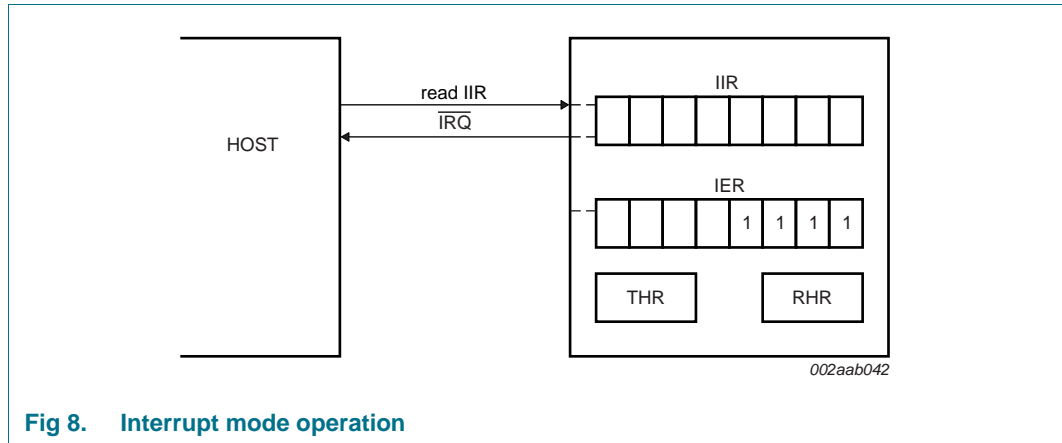 read IIR
IRQ
HOST
IIR
IER
1 1 1 1
THR
RHR
002aab042
Fig 8. Interrupt mode operation